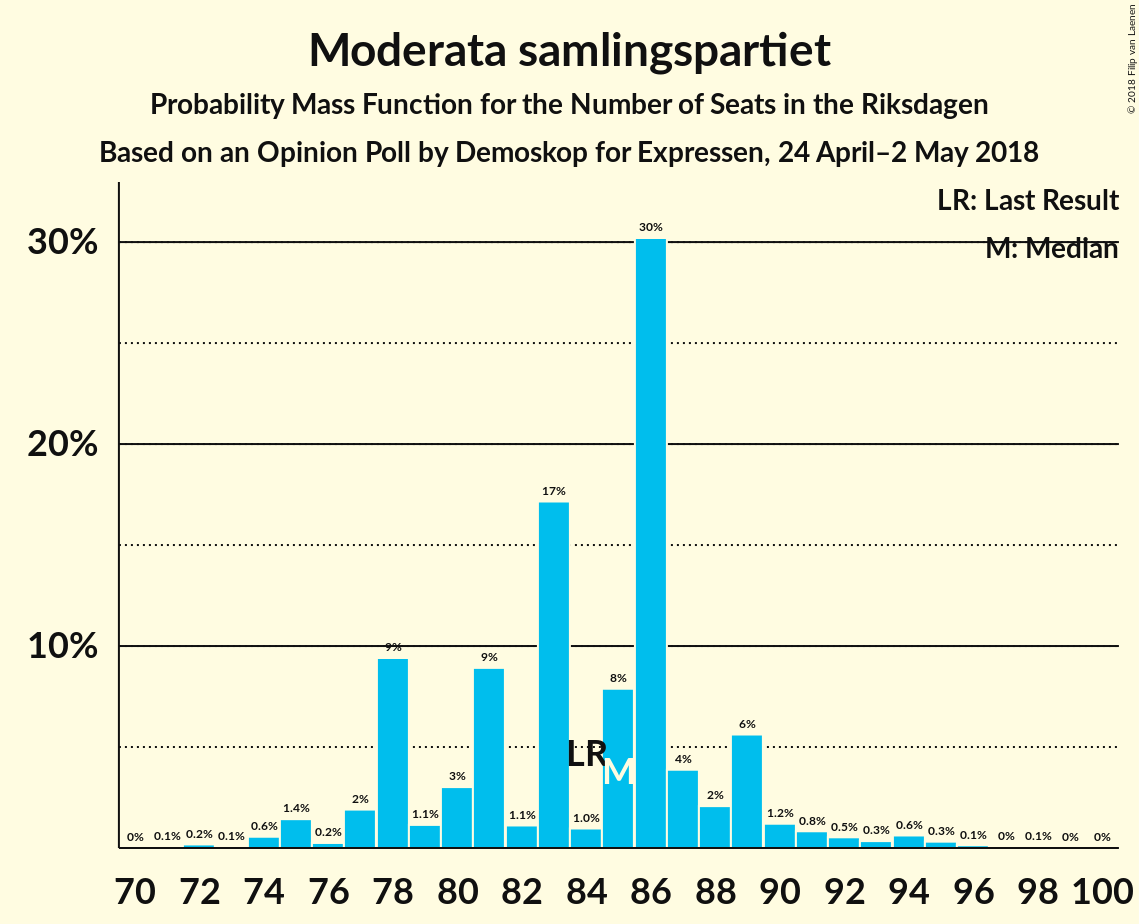 Moderata samlingspartiet
Probability Mass Function for the Number of Seats in the Riksdagen
Based on an Opinion Poll by Demoskop for Expressen, 24 April–2 May 2018
© 2018 Filip van Laenen
LR: Last Result
M: Median
30%
20%
10%
0% 0.1% 0.2% 0.1% 0.6% 1.4% 0.2% 2% 9% 1.1% 3% 9% 1.1% 17% 1.0% 8% 30% 4% 2% 6% 1.2% 0.8% 0.5% 0.3% 0.6% 0.3% 0.1% 0% 0.1% 0% 0%
LR
M
70 72 74 76 78 80 82 84 86 88 90 92 94 96 98 100